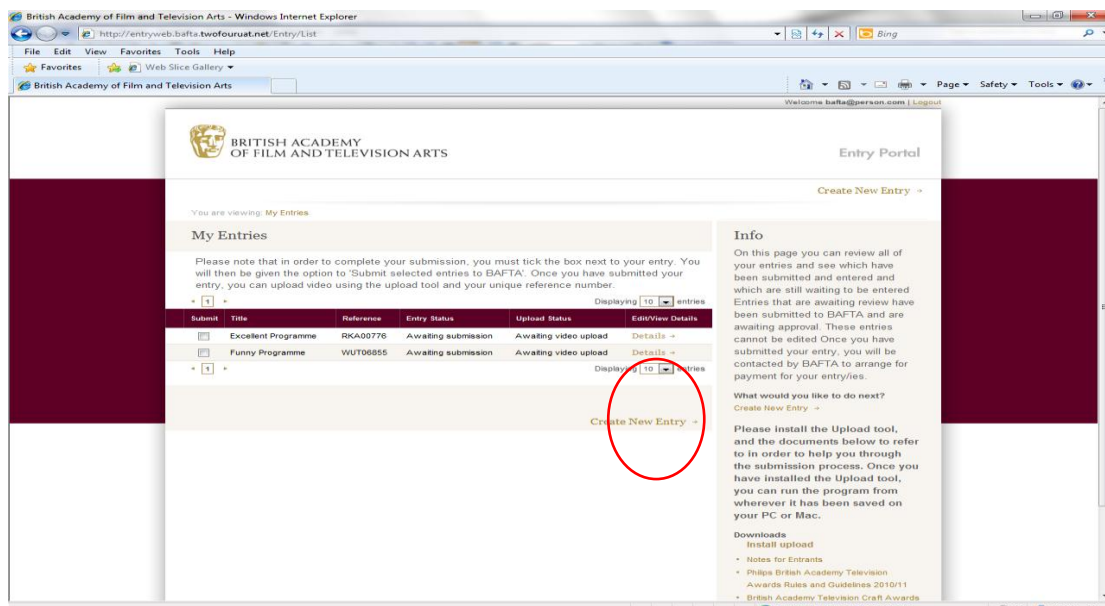 British Academy of Film and Television Arts - Windows Internet Explorer
http://entryweb.bafta.twofouruat.net/Entry/List
Bing
File Edit View Favorites Tools Help
Favorites Web Slice Gallery
British Academy of Film and Television Arts
Page Safety Tools
Welcome bafta@person.com | Logout
BRITISH ACADEMY
OF FILM AND TELEVISION ARTS
Entry Portal
Create New Entry →
You are viewing: My Entries
My Entries
Please note that in order to complete your submission, you must tick the box next to your entry. You
will then be given the option to 'Submit selected entries to BAFTA'. Once you have submitted your
entry, you can upload video using the upload tool and your unique reference number.
1 Displaying 10 entries
Submit Title Reference Entry Status Upload Status Edit/View Details
Excellent Programme RKA00776 Awaiting submission Awaiting video upload Details →
Funny Programme WUT06855 Awaiting submission Awaiting video upload Details →
1 Displaying 10 entries
Create New Entry →
Info
On this page you can review all of
your entries and see which have
been submitted and entered and
which are still waiting to be entered
Entries that are awaiting review have
been submitted to BAFTA and are
awaiting approval. These entries
cannot be edited Once you have
submitted your entry, you will be
contacted by BAFTA to arrange for
payment for your entry/ies.
What would you like to do next?
Create New Entry →
Please install the Upload tool,
and the documents below to refer
to in order to help you through
the submission process. Once you
have installed the Upload tool,
you can run the program from
wherever it has been saved on
your PC or Mac.
Downloads
Install upload
• Notes for Entrants
• Philips British Academy Television
Awards Rules and Guidelines 2010/11
• British Academy Television Craft Awards